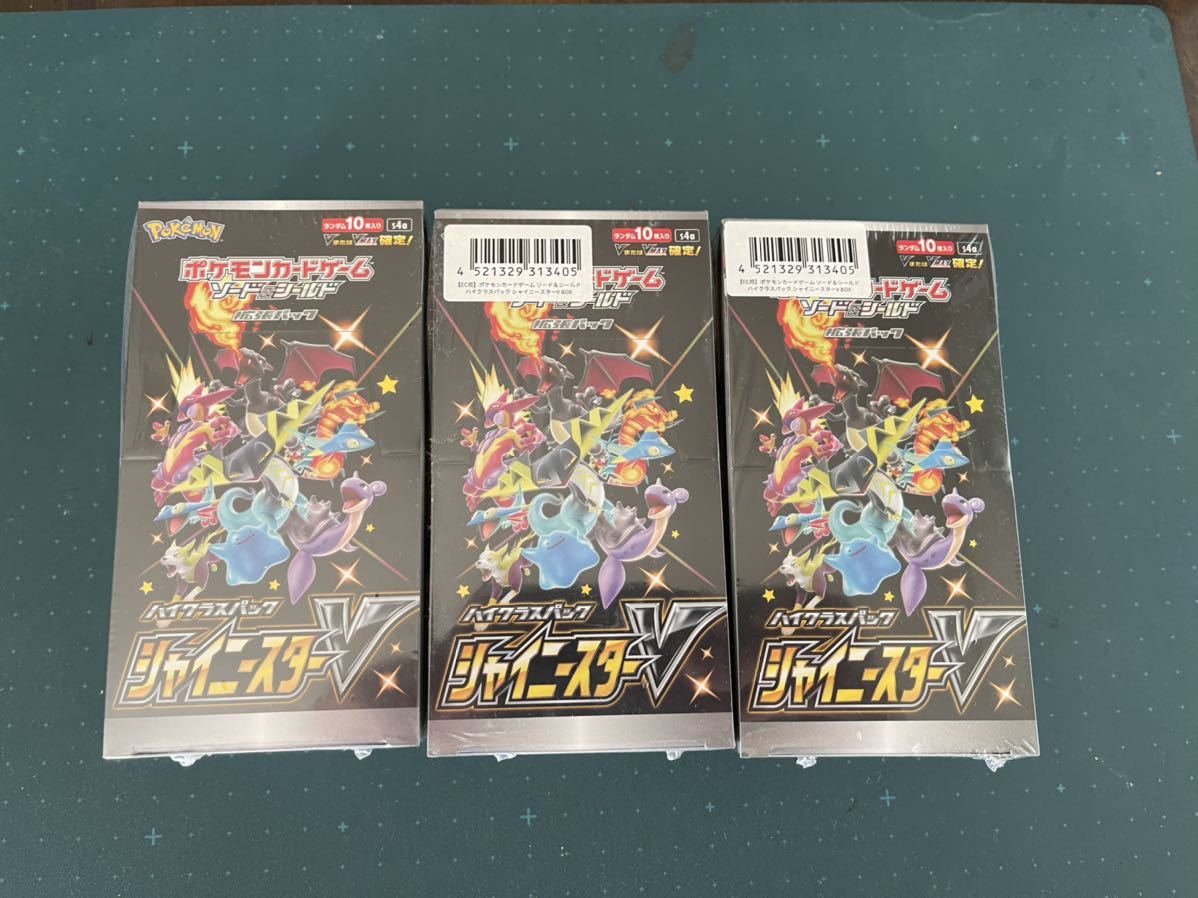 Pokémon
ランダム10枚入り s4a
VまたはVMAX確定!
ポケモンカードゲーム
ソード&シールド
拡張パック
ハイクラスパック
シャイニースターV
ランダム10枚入り s4a
VまたはVMAX確定!
4 521329 313405
【EC用】ポケモンカードゲーム ソード&シールド
ハイクラスパック シャイニースターV BOX
ードゲーム
ソード&シールド
拡張パック
ハイクラスパック
シャイニースターV
ランダム10枚入り s4a
VまたはVMAX確定!
4 521329 313405
【EC用】ポケモンカードゲーム ソード&シールド
ハイクラスパック シャイニースターV BOX
ードゲーム
ソード&シールド
拡張パック
ハイクラスパック
シャイニースターV